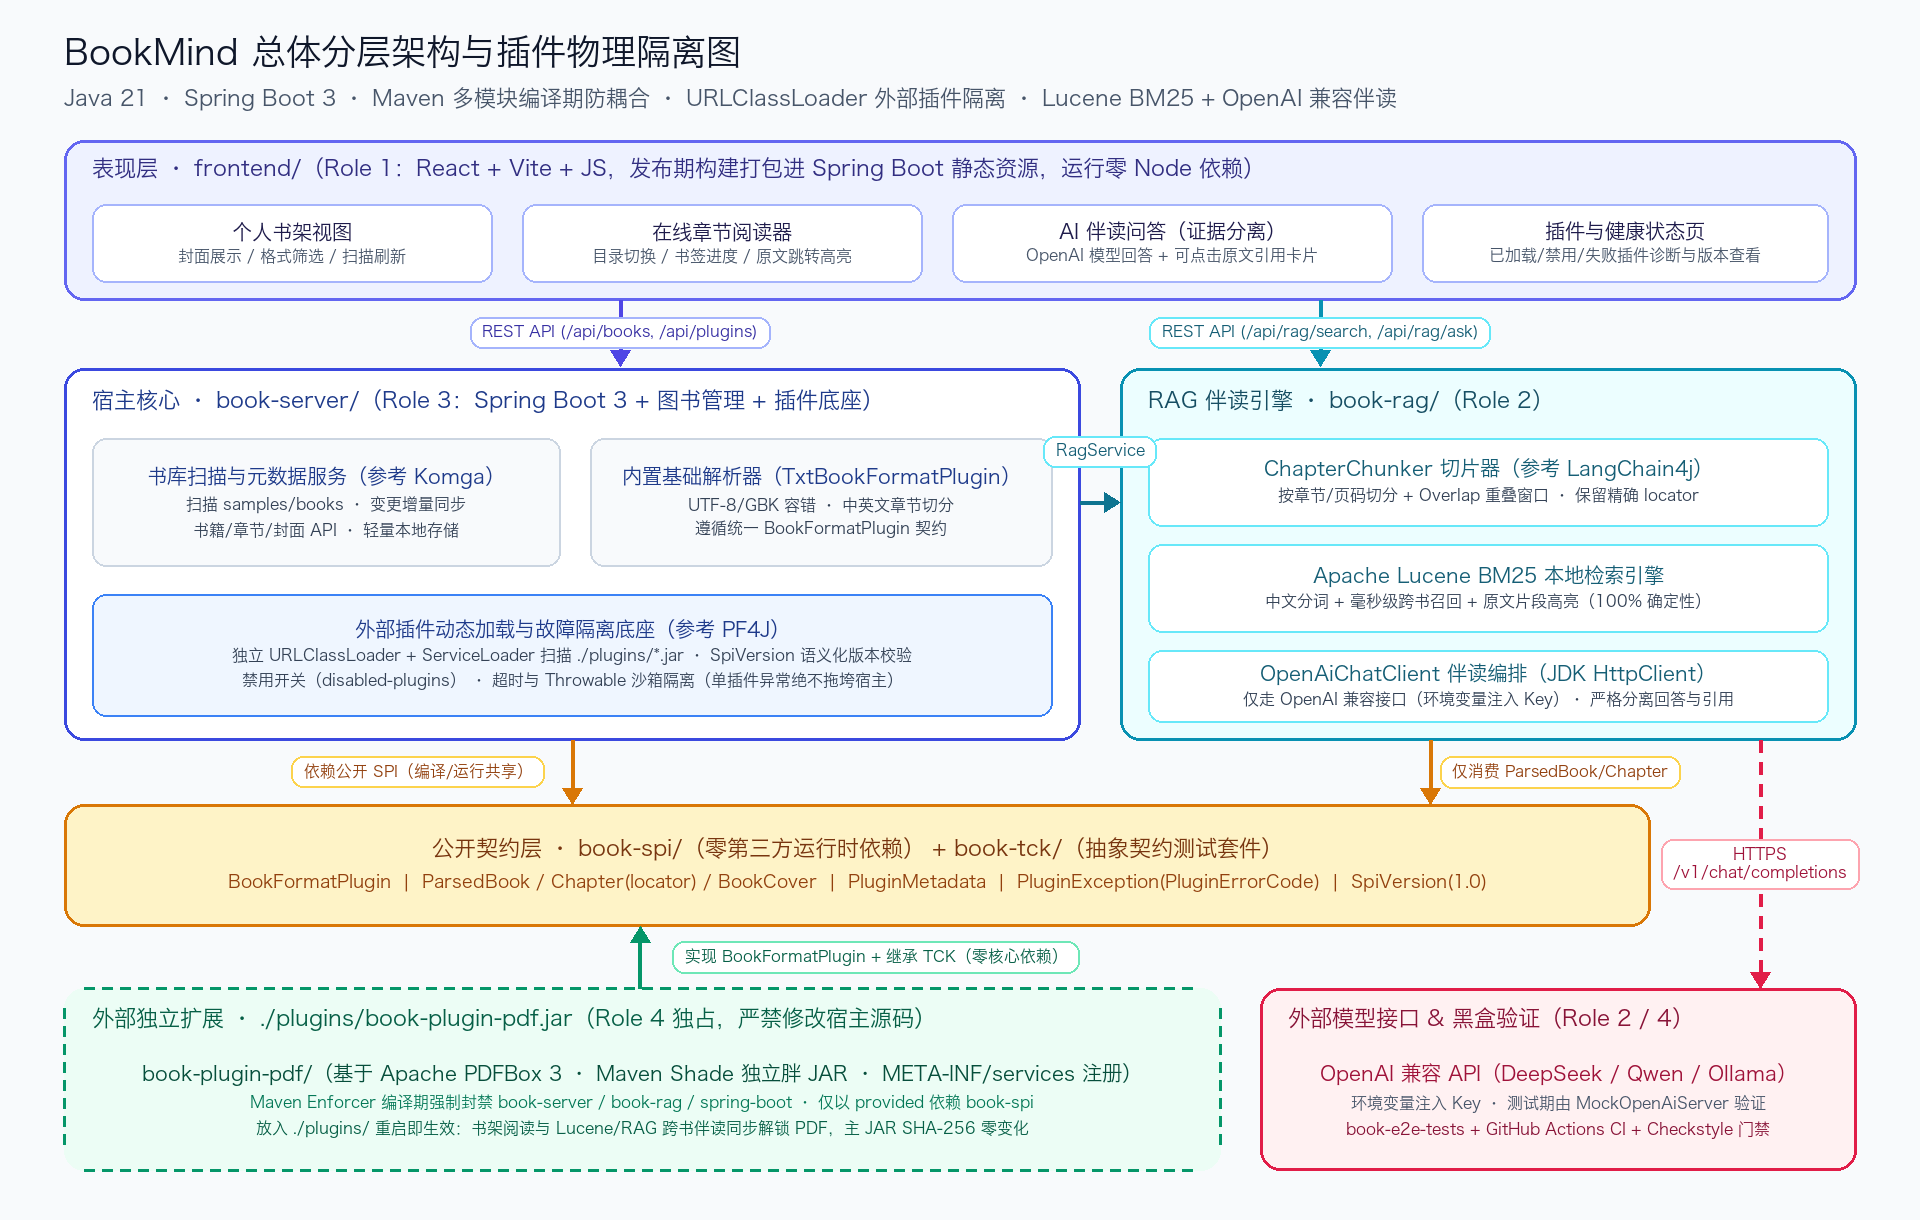 BookMind 总体分层架构与插件物理隔离图
Java 21 · Spring Boot 3 · Maven 多模块编译期防耦合 · URLClassLoader 外部插件隔离 · Lucene BM25 + OpenAI 兼容伴读
表现层 · frontend/（Role 1：React + Vite + JS，发布期构建打包进 Spring Boot 静态资源，运行零 Node 依赖）
个人书架视图
封面展示 / 格式筛选 / 扫描刷新
在线章节阅读器
目录切换 / 书签进度 / 原文跳转高亮
AI 伴读问答（证据分离）
OpenAI 模型回答 + 可点击原文引用卡片
插件与健康状态页
已加载/禁用/失败插件诊断与版本查看
REST API (/api/books, /api/plugins)
REST API (/api/rag/search, /api/rag/ask)
宿主核心 · book-server/（Role 3：Spring Boot 3 + 图书管理 + 插件底座）
书库扫描与元数据服务（参考 Komga）
扫描 samples/books · 变更增量同步
书籍/章节/封面 API · 轻量本地存储
内置基础解析器（TxtBookFormatPlugin）
UTF-8/GBK 容错 · 中英文章节切分
遵循统一 BookFormatPlugin 契约
外部插件动态加载与故障隔离底座（参考 PF4J）
独立 URLClassLoader + ServiceLoader 扫描 ./plugins/*.jar · SpiVersion 语义化版本校验
禁用开关（disabled-plugins） · 超时与 Throwable 沙箱隔离（单插件异常绝不拖垮宿主）
RagService
RAG 伴读引擎 · book-rag/（Role 2）
ChapterChunker 切片器（参考 LangChain4j）
按章节/页码切分 + Overlap 重叠窗口 · 保留精确 locator
Apache Lucene BM25 本地检索引擎
中文分词 + 毫秒级跨书召回 + 原文片段高亮（100% 确定性）
OpenAiChatClient 伴读编排（JDK HttpClient）
仅走 OpenAI 兼容接口（环境变量注入 Key） · 严格分离回答与引用
依赖公开 SPI（编译/运行共享）
仅消费 ParsedBook/Chapter
公开契约层 · book-spi/（零第三方运行时依赖） + book-tck/（抽象契约测试套件）
BookFormatPlugin | ParsedBook / Chapter(locator) / BookCover | PluginMetadata | PluginException(PluginErrorCode) | SpiVersion(1.0)
HTTPS
/v1/chat/completions
实现 BookFormatPlugin + 继承 TCK（零核心依赖）
外部独立扩展 · ./plugins/book-plugin-pdf.jar（Role 4 独占，严禁修改宿主源码）
book-plugin-pdf/（基于 Apache PDFBox 3 · Maven Shade 独立胖 JAR · META-INF/services 注册）
Maven Enforcer 编译期强制封禁 book-server / book-rag / spring-boot · 仅以 provided 依赖 book-spi
放入 ./plugins/ 重启即生效：书架阅读与 Lucene/RAG 跨书伴读同步解锁 PDF，主 JAR SHA-256 零变化
外部模型接口 & 黑盒验证（Role 2 / 4）
OpenAI 兼容 API（DeepSeek / Qwen / Ollama）
环境变量注入 Key · 测试期由 MockOpenAiServer 验证
book-e2e-tests + GitHub Actions CI + Checkstyle 门禁